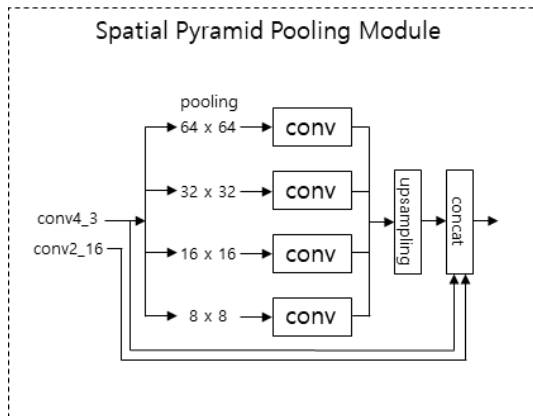 Spatial Pyramid Pooling Module
pooling
64 x 64
conv
32 x 32
conv
conv4_3
conv2_16
16 x 16
conv
8 x 8
conv
upsampling
concat